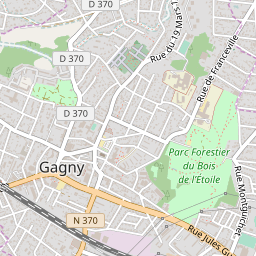 D 370
D 370
Rue du 19 Mars 1
Rue de Franceville
D 370
Parc Forestier
du Bois
de l'Étoile
Gagny
Rue Montguichet
N 370
Rue Jules Gu